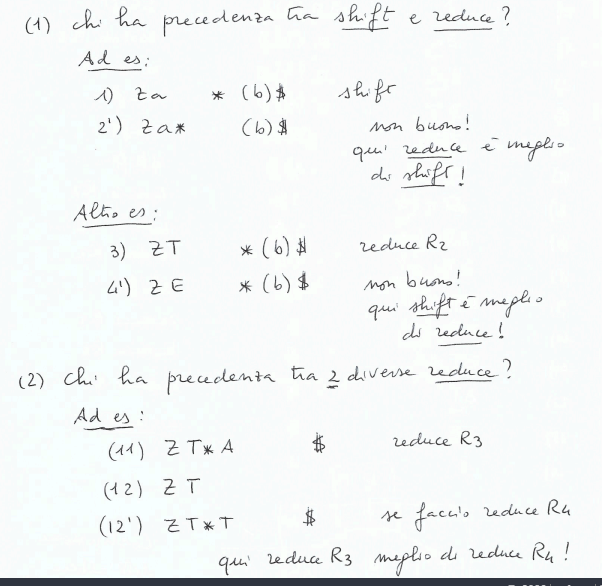 (1) chi ha precedenza tra shift e reduce?
Ad es:
1) Za * (b)$ shift
2') Za* (b)$ non buono!
qui reduce è meglio
di shift!
Altro es:
3) ZT * (b)$ reduce R2
4') ZE * (b)$ non buono!
qui shift è meglio
di reduce!
(2) Chi ha precedenza tra 2 diverse reduce?
Ad es:
(11) ZT*A $ reduce R3
(12) ZT
(12') ZT*T $ se faccio reduce R4
qui reduce R3 meglio di reduce R4!